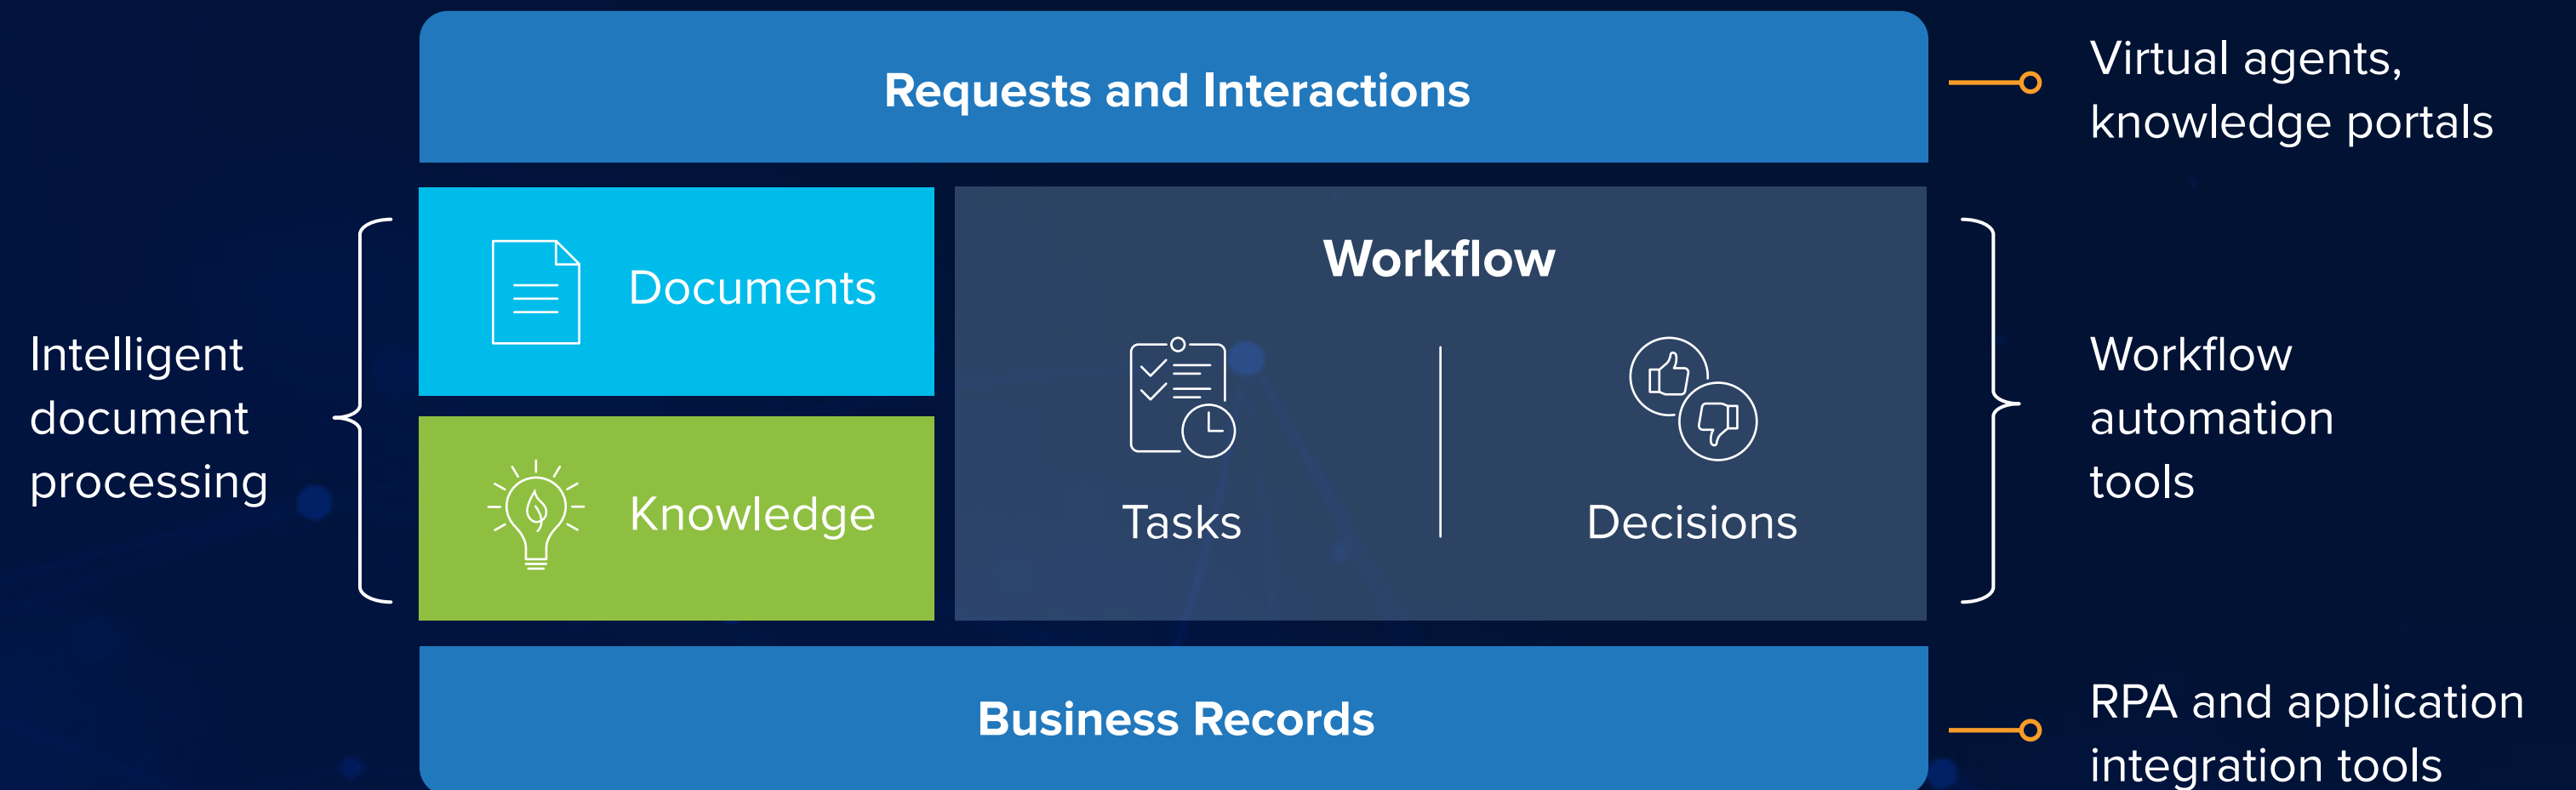 Requests and Interactions
Virtual agents,
knowledge portals
Intelligent
document
processing
Documents
Knowledge
Workflow
Tasks
Decisions
Workflow
automation
tools
Business Records
RPA and application
integration tools